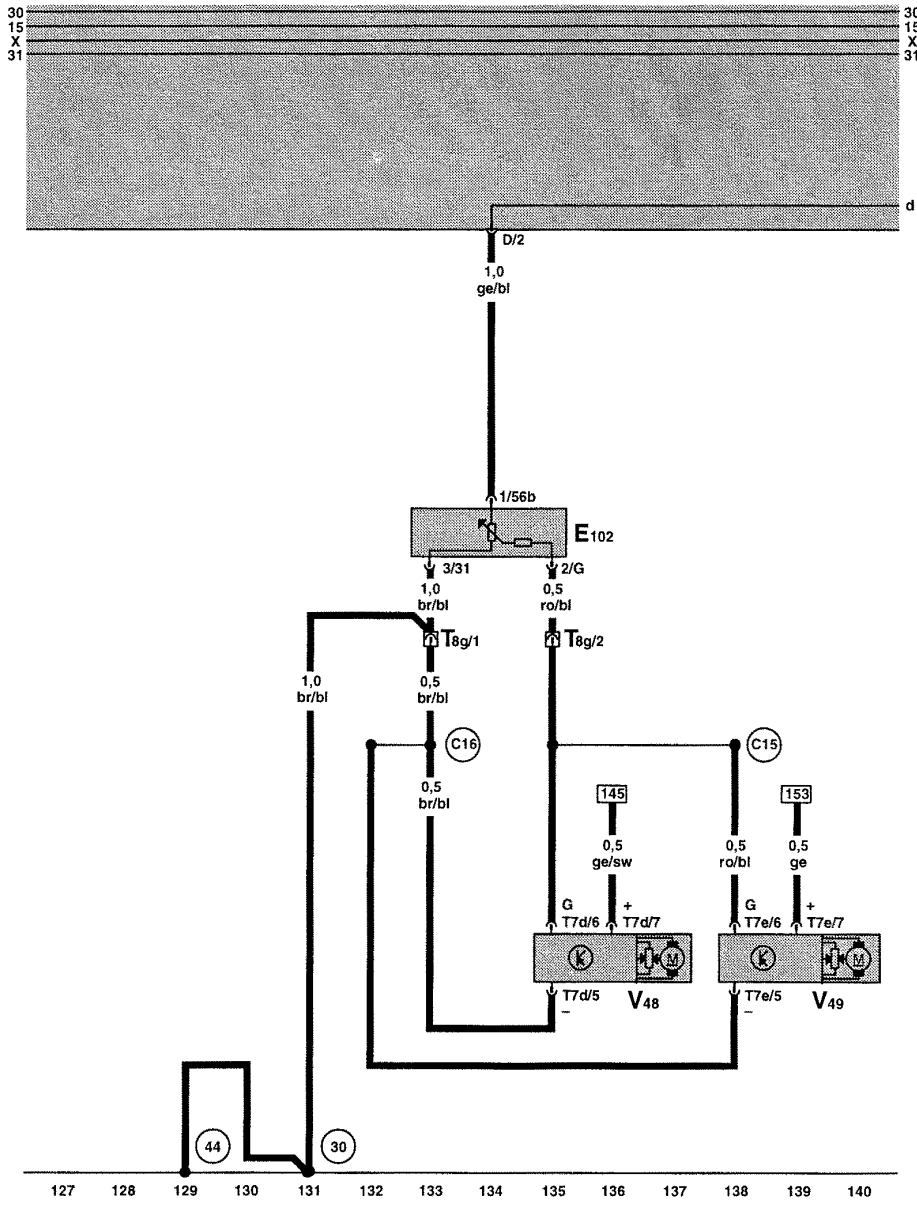 30 30
15 15
X X
31 31
d
D/2
1,0
ge/bl
1/56b
E102
3/31 2/G
1,0 0,5
br/bl ro/bl
T8g/1 T8g/2
1,0 0,5
br/bl br/bl
C16 C15
0,5
br/bl
145 153
0,5 0,5 0,5
ge/sw ro/bl ge
G + G +
T7d/6 T7d/7 T7e/6 T7e/7
M M
T7d/5 V48 T7e/5 V49
– –
44 30
127 128 129 130 131 132 133 134 135 136 137 138 139 140